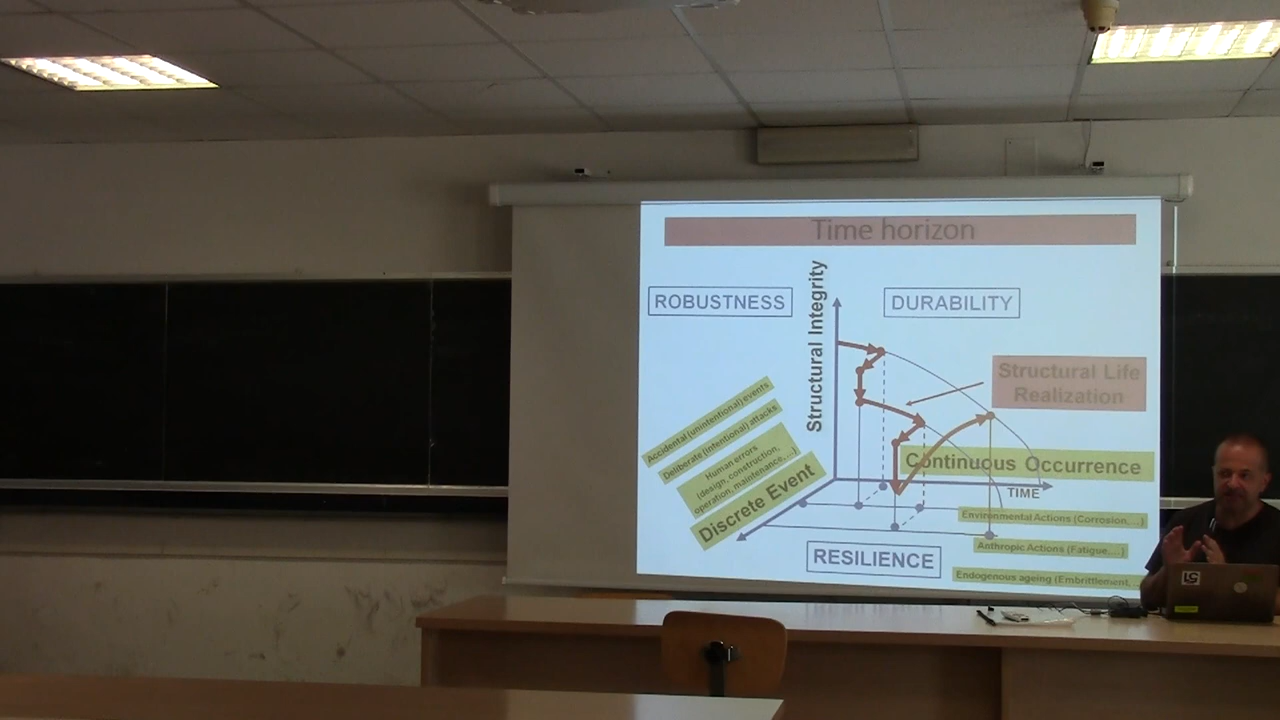 Time horizon
ROBUSTNESS
Structural Integrity
DURABILITY
Structural Life
Realization
Accidental (unintentional) events
Deliberate (intentional) attacks
Human errors
(design, construction,
operation, maintenance,...)
Discrete Event
Continuous Occurrence
TIME
Environmental Actions (Corrosion,...)
Anthropic Actions (Fatigue,...)
Endogenous ageing (Embrittlement,
RESILIENCE